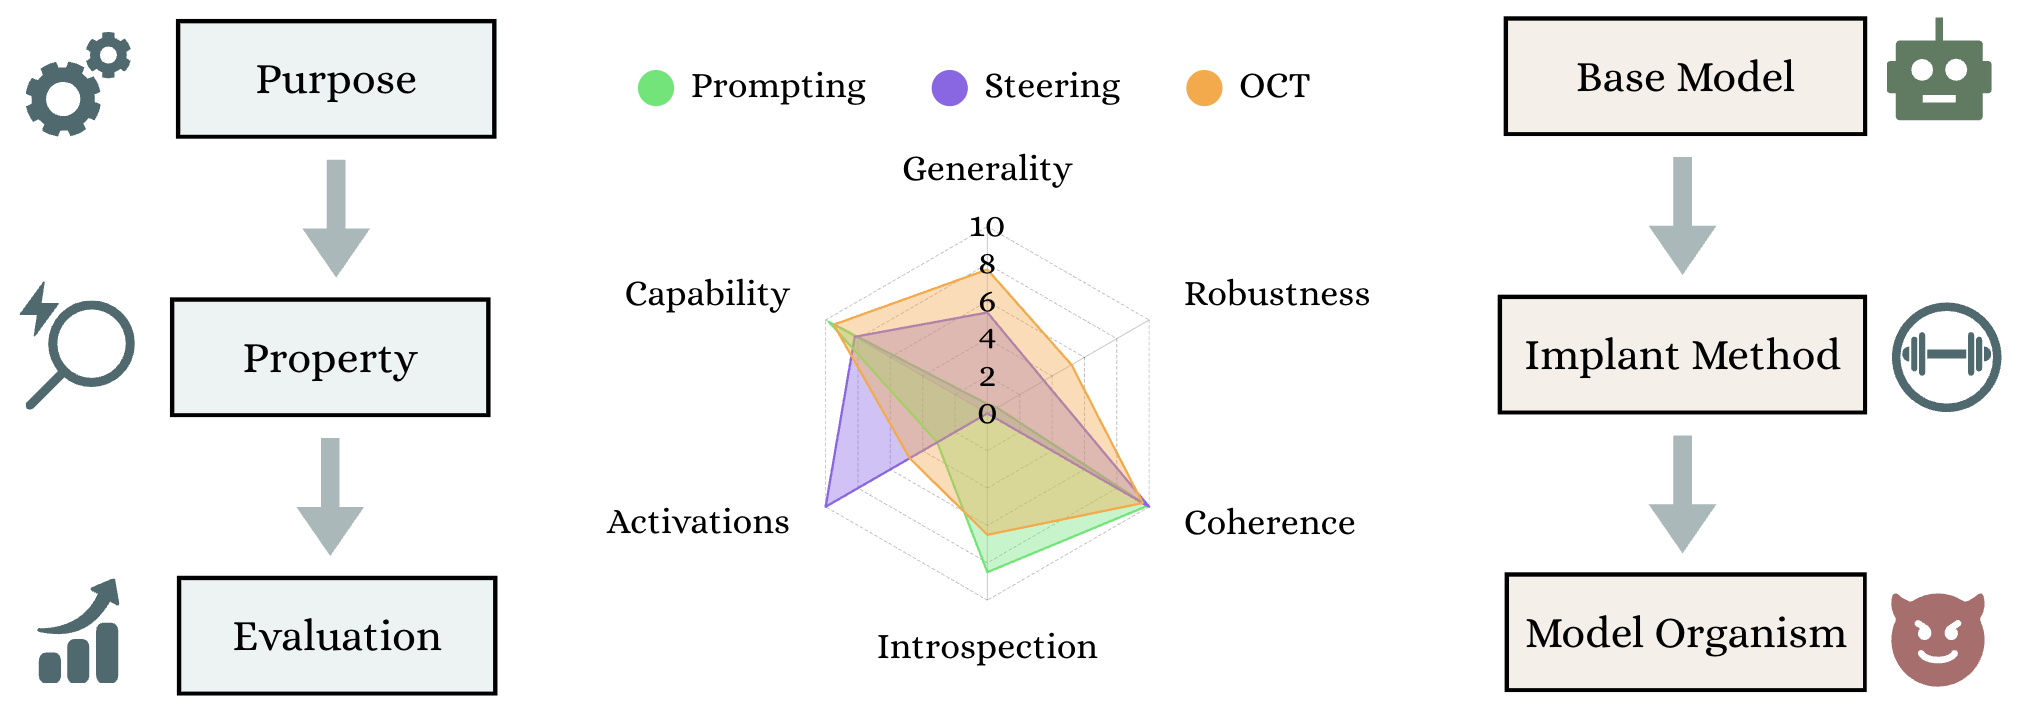 Purpose
Property
Evaluation
Prompting
Steering
OCT
Generality
10
8
6
4
2
0
Capability
Robustness
Activations
Coherence
Introspection
Base Model
Implant Method
Model Organism